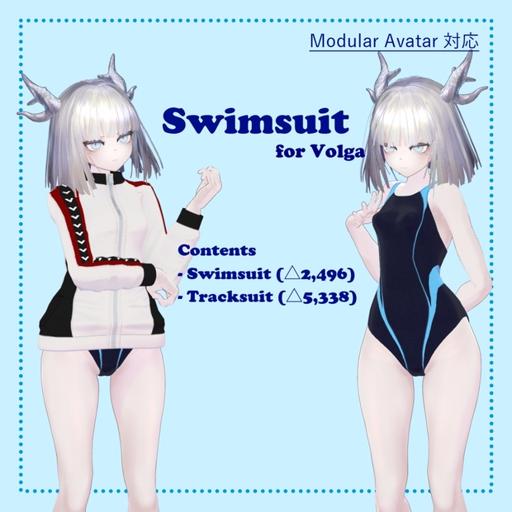 Modular Avatar 対応
Swimsuit
for Volga
Contents
- Swimsuit (△2,496)
- Tracksuit (△5,338)